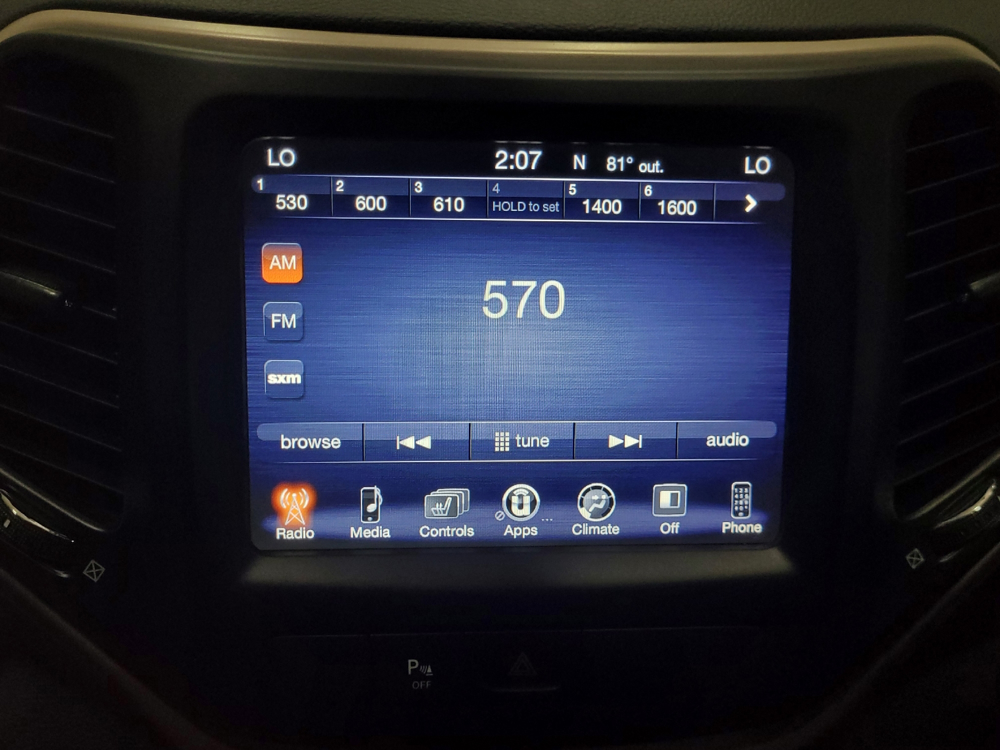 LO 2:07 N 81° out. LO
1 2 3 4 5 6
530 600 610 HOLD to set 1400 1600
AM
570
FM
sxm
browse tune audio
Radio Media Controls Apps ... Climate Off Phone
P
OFF